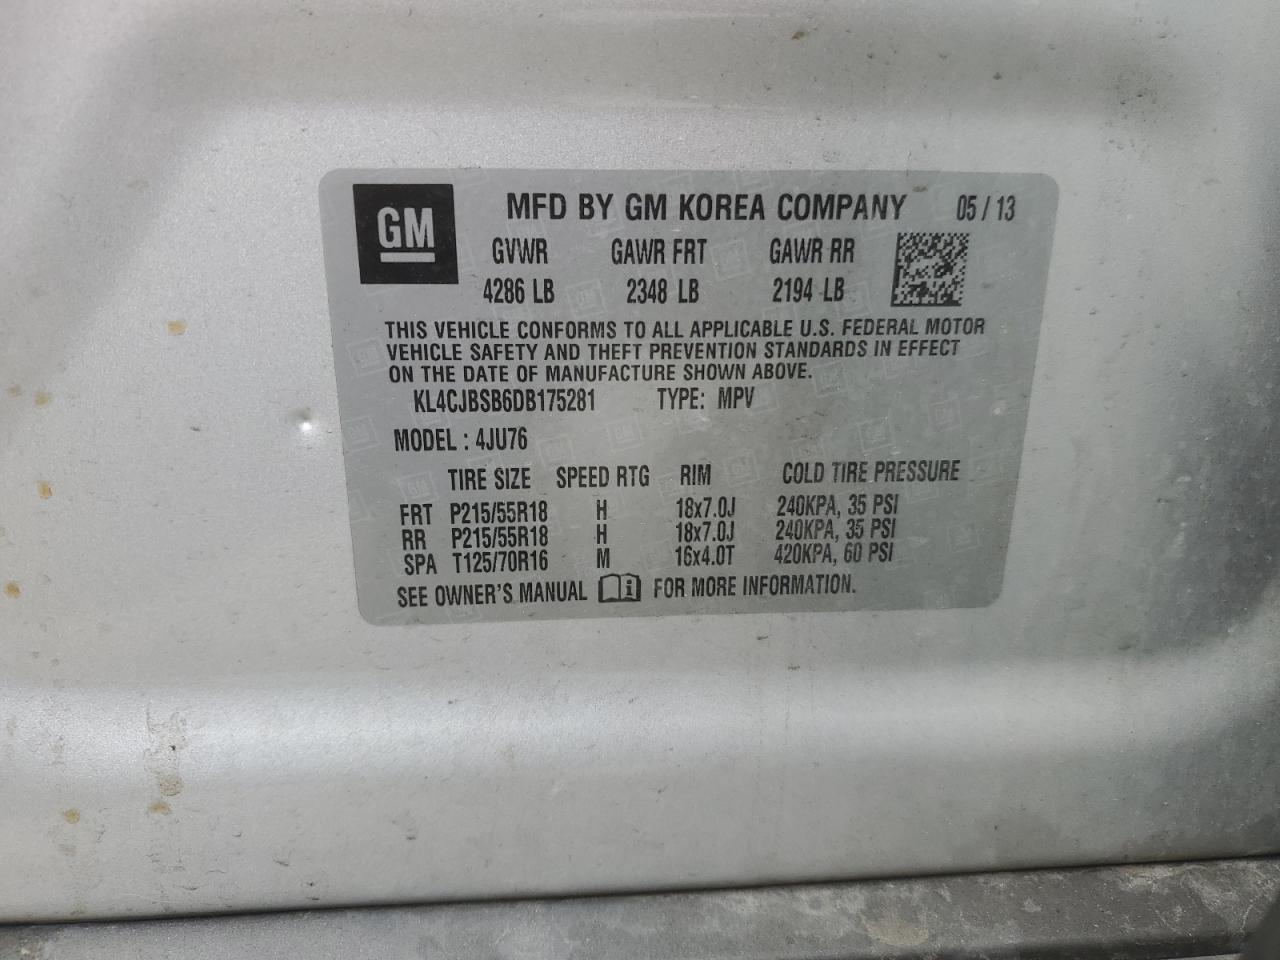 GM MFD BY GM KOREA COMPANY 05 / 13
GVWR GAWR FRT GAWR RR
4286 LB 2348 LB 2194 LB
THIS VEHICLE CONFORMS TO ALL APPLICABLE U.S. FEDERAL MOTOR
VEHICLE SAFETY AND THEFT PREVENTION STANDARDS IN EFFECT
ON THE DATE OF MANUFACTURE SHOWN ABOVE.
KL4CJBSB6DB175281 TYPE: MPV
MODEL : 4JU76
TIRE SIZE SPEED RTG RIM COLD TIRE PRESSURE
FRT P215/55R18 H 18x7.0J 240KPA, 35 PSI
RR P215/55R18 H 18x7.0J 240KPA, 35 PSI
SPA T125/70R16 M 16x4.0T 420KPA, 60 PSI
SEE OWNER'S MANUAL i FOR MORE INFORMATION.